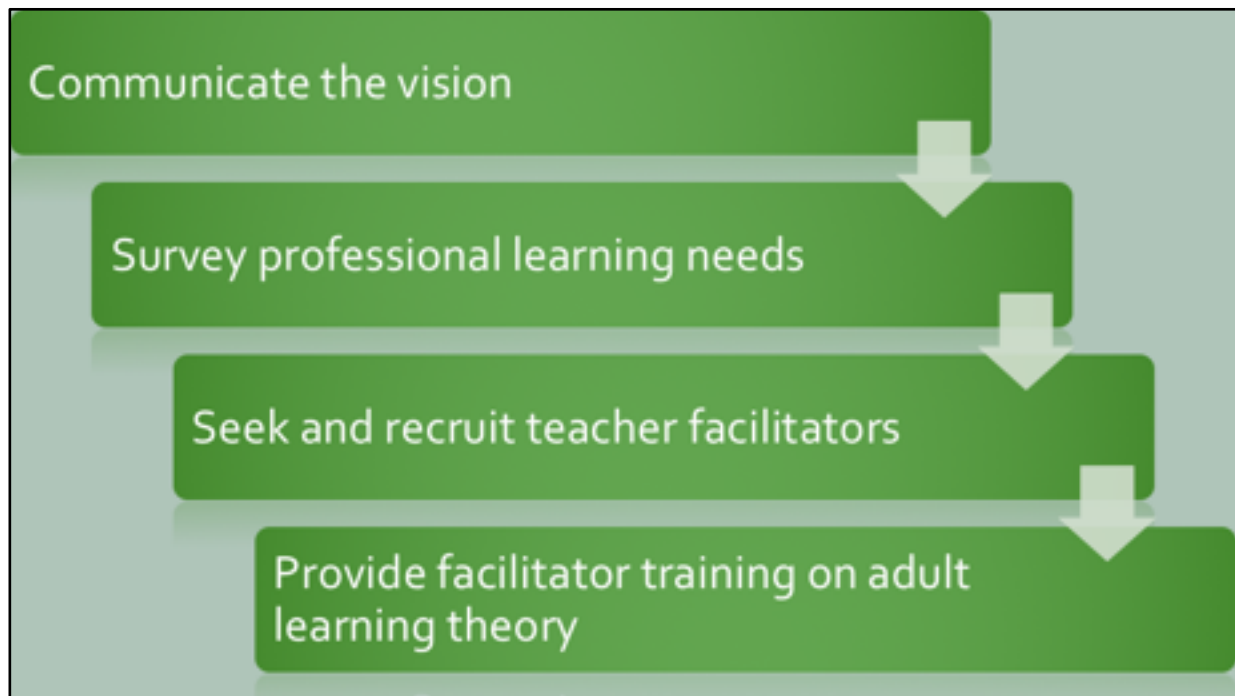 Communicate the vision
Survey professional learning needs
Seek and recruit teacher facilitators
Provide facilitator training on adult
learning theory